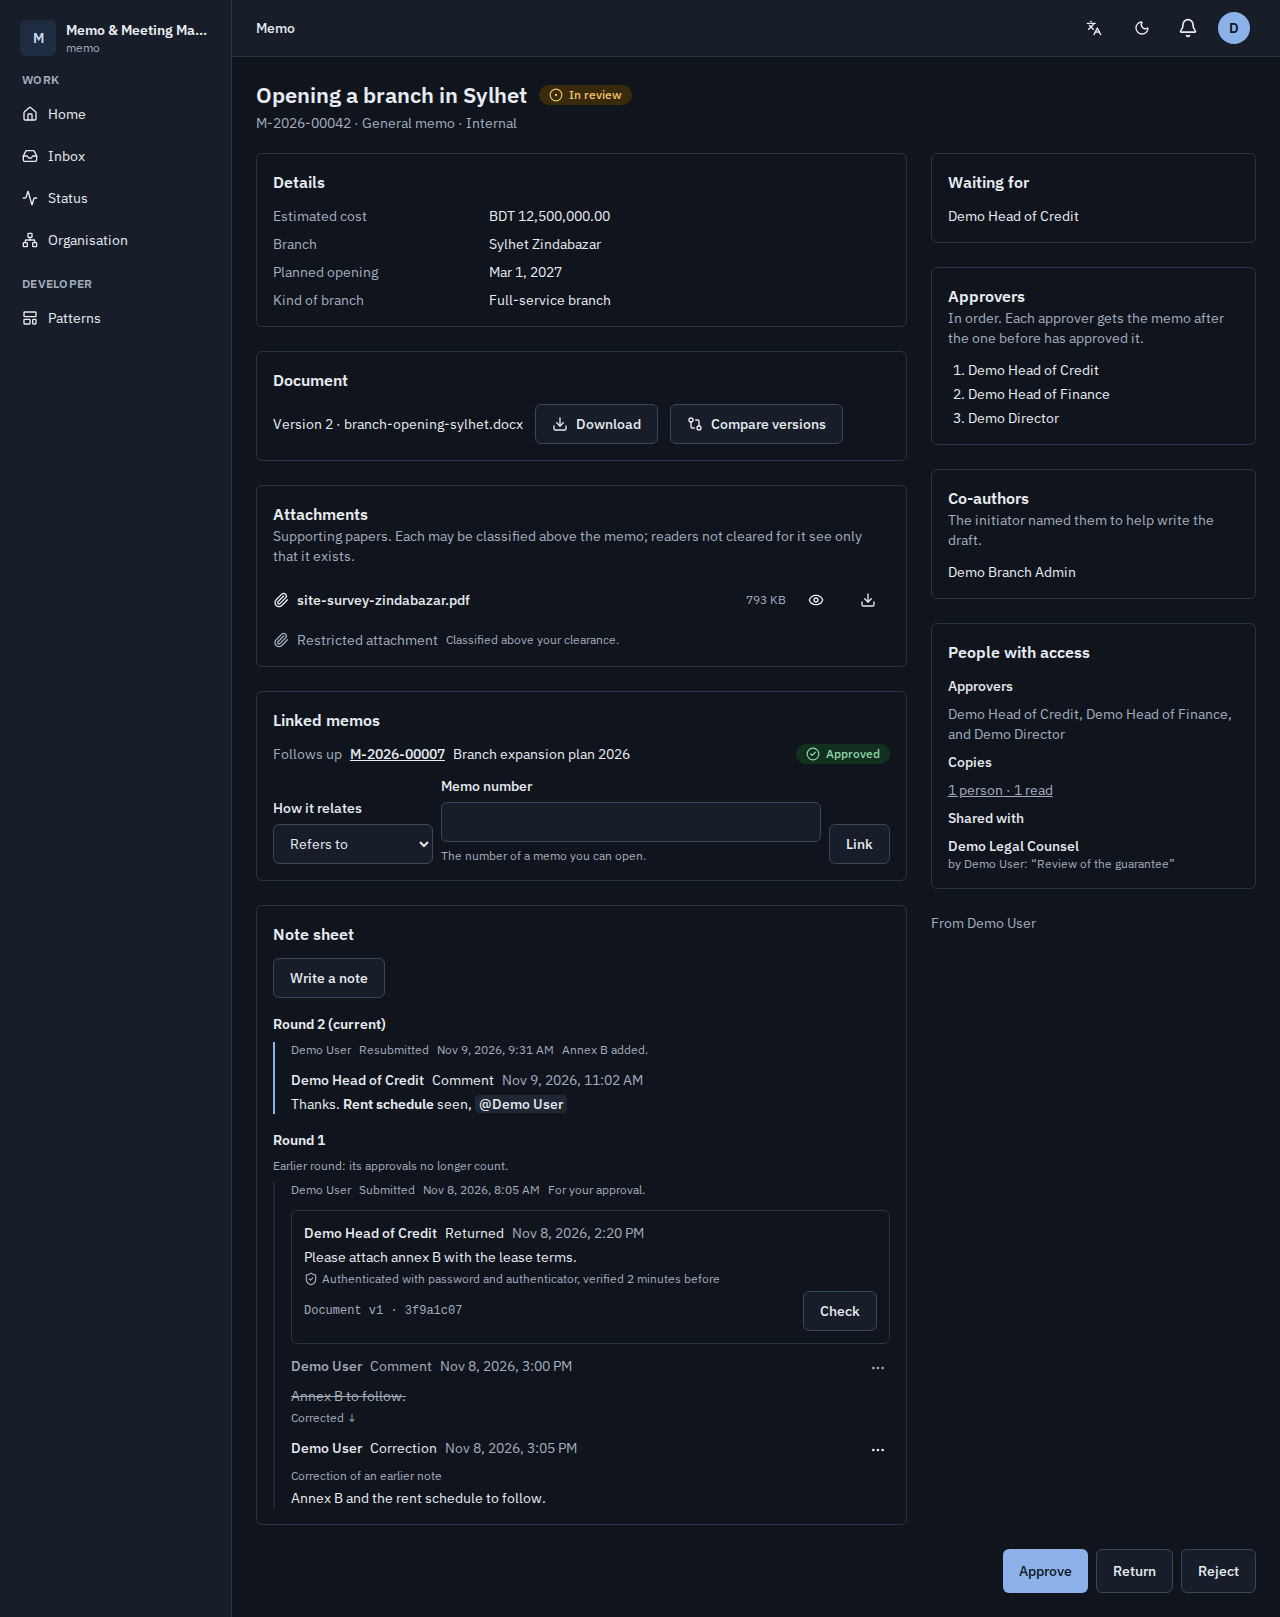 M
Memo & Meeting Ma...
memo
WORK
Home
Inbox
Status
Organisation
DEVELOPER
Patterns
Memo
D
Opening a branch in Sylhet
In review
M-2026-00042 · General memo · Internal
Details
Estimated cost BDT 12,500,000.00
Branch Sylhet Zindabazar
Planned opening Mar 1, 2027
Kind of branch Full-service branch
Document
Version 2 · branch-opening-sylhet.docx Download Compare versions
Attachments
Supporting papers. Each may be classified above the memo; readers not cleared for it see only
that it exists.
site-survey-zindabazar.pdf 793 KB
Restricted attachment Classified above your clearance.
Linked memos
Follows up M-2026-00007 Branch expansion plan 2026 Approved
How it relates
Refers to
Memo number
The number of a memo you can open.
Link
Note sheet
Write a note
Round 2 (current)
Demo User Resubmitted Nov 9, 2026, 9:31 AM Annex B added.
Demo Head of Credit Comment Nov 9, 2026, 11:02 AM
Thanks. Rent schedule seen, @Demo User
Round 1
Earlier round: its approvals no longer count.
Demo User Submitted Nov 8, 2026, 8:05 AM For your approval.
Demo Head of Credit Returned Nov 8, 2026, 2:20 PM
Please attach annex B with the lease terms.
Authenticated with password and authenticator, verified 2 minutes before
Document v1 · 3f9a1c07 Check
Demo User Comment Nov 8, 2026, 3:00 PM
Annex B to follow.
Corrected ↓
Demo User Correction Nov 8, 2026, 3:05 PM
Correction of an earlier note
Annex B and the rent schedule to follow.
Waiting for
Demo Head of Credit
Approvers
In order. Each approver gets the memo after
the one before has approved it.
1. Demo Head of Credit
2. Demo Head of Finance
3. Demo Director
Co-authors
The initiator named them to help write the
draft.
Demo Branch Admin
People with access
Approvers
Demo Head of Credit, Demo Head of Finance,
and Demo Director
Copies
1 person · 1 read
Shared with
Demo Legal Counsel
by Demo User: “Review of the guarantee”
From Demo User
Approve Return Reject